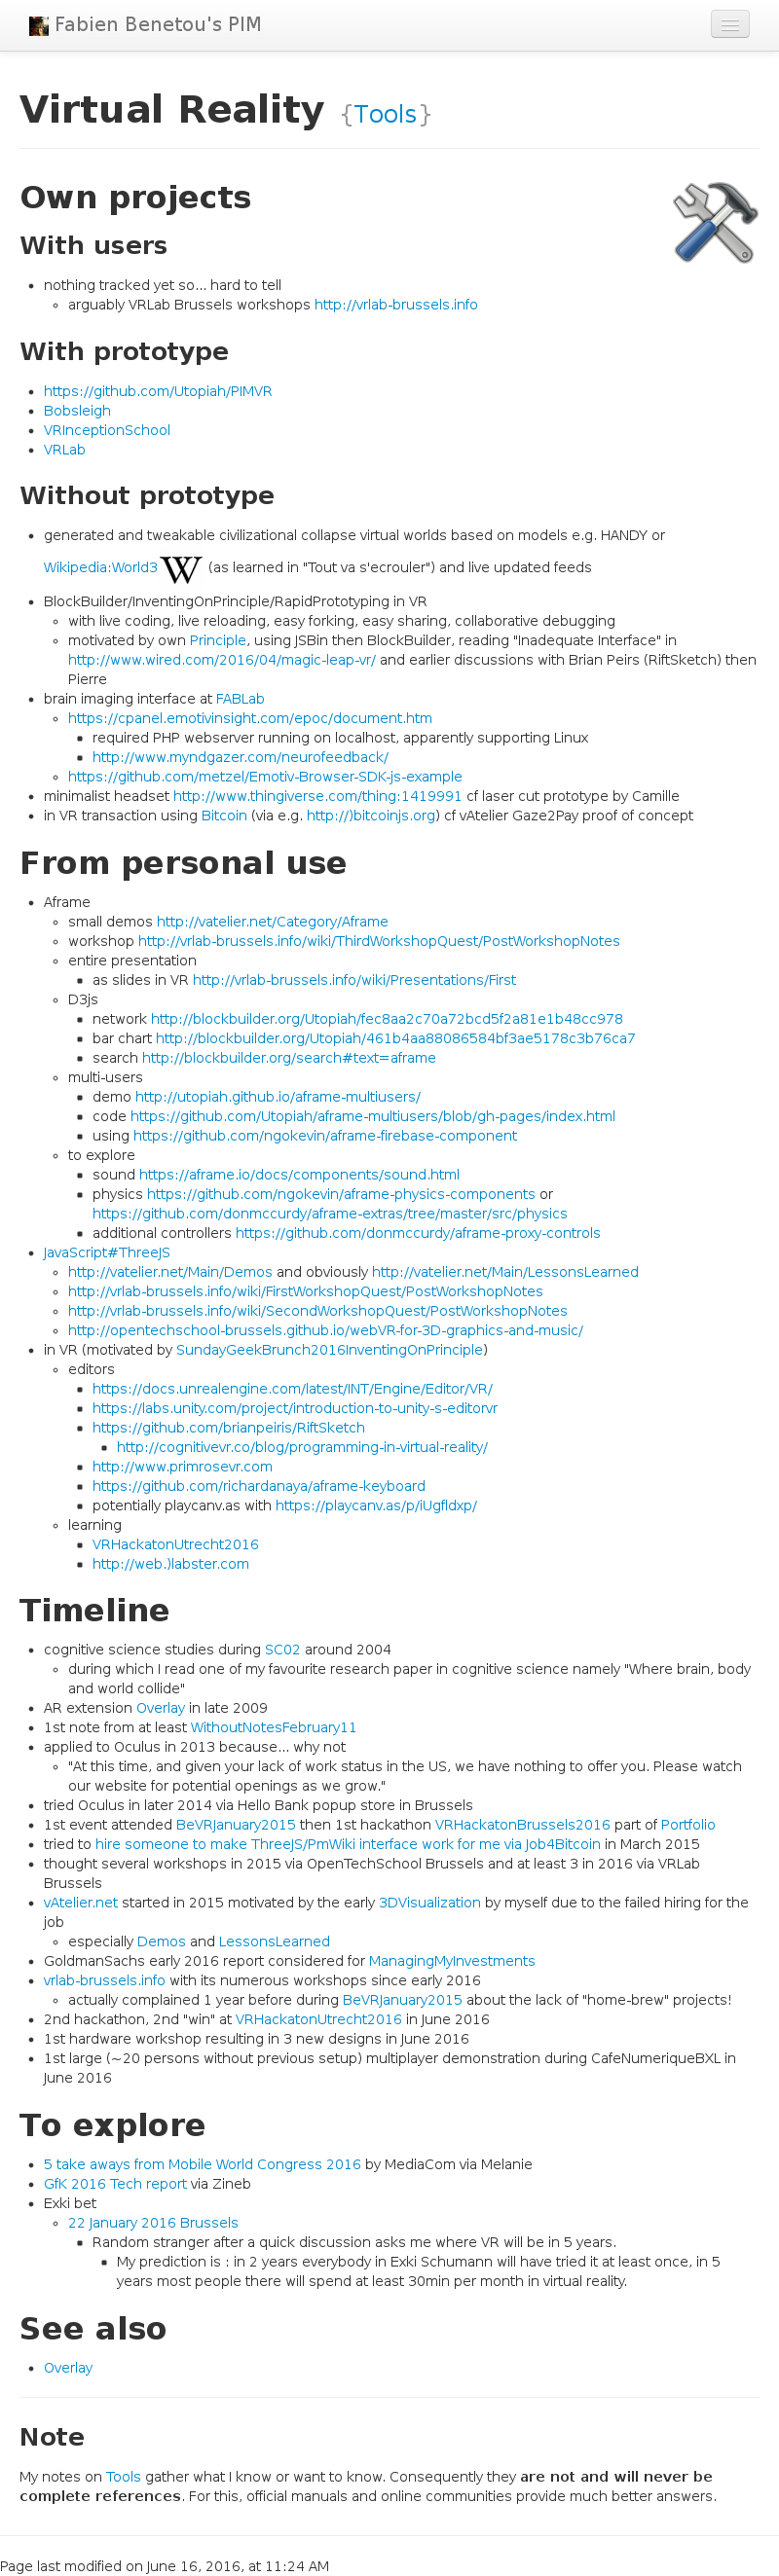 Fabien Benetou's PIM
Virtual Reality {Tools}
Own projects
With users
nothing tracked yet so... hard to tell
arguably VRLab Brussels workshops http://vrlab-brussels.info
With prototype
https://github.com/Utopiah/PIMVR
Bobsleigh
VRInceptionSchool
VRLab
Without prototype
generated and tweakable civilizational collapse virtual worlds based on models e.g. HANDY or
Wikipedia:World3 W (as learned in "Tout va s'ecrouler") and live updated feeds
BlockBuilder/InventingOnPrinciple/RapidPrototyping in VR
with live coding, live reloading, easy forking, easy sharing, collaborative debugging
motivated by own Principle, using JSBin then BlockBuilder, reading "Inadequate Interface" in
http://www.wired.com/2016/04/magic-leap-vr/ and earlier discussions with Brian Peirs (RiftSketch) then
Pierre
brain imaging interface at FABLab
https://cpanel.emotivinsight.com/epoc/document.htm
required PHP webserver running on localhost, apparently supporting Linux
http://www.myndgazer.com/neurofeedback/
https://github.com/metzel/Emotiv-Browser-SDK-js-example
minimalist headset http://www.thingiverse.com/thing:1419991 cf laser cut prototype by Camille
in VR transaction using Bitcoin (via e.g. http://)bitcoinjs.org) cf vAtelier Gaze2Pay proof of concept
From personal use
Aframe
small demos http://vatelier.net/Category/Aframe
workshop http://vrlab-brussels.info/wiki/ThirdWorkshopQuest/PostWorkshopNotes
entire presentation
as slides in VR http://vrlab-brussels.info/wiki/Presentations/First
D3js
network http://blockbuilder.org/Utopiah/fec8aa2c70a72bcd5f2a81e1b48cc978
bar chart http://blockbuilder.org/Utopiah/461b4aa88086584bf3ae5178c3b76ca7
search http://blockbuilder.org/search#text=aframe
multi-users
demo http://utopiah.github.io/aframe-multiusers/
code https://github.com/Utopiah/aframe-multiusers/blob/gh-pages/index.html
using https://github.com/ngokevin/aframe-firebase-component
to explore
sound https://aframe.io/docs/components/sound.html
physics https://github.com/ngokevin/aframe-physics-components or
https://github.com/donmccurdy/aframe-extras/tree/master/src/physics
additional controllers https://github.com/donmccurdy/aframe-proxy-controls
JavaScript#ThreeJS
http://vatelier.net/Main/Demos and obviously http://vatelier.net/Main/LessonsLearned
http://vrlab-brussels.info/wiki/FirstWorkshopQuest/PostWorkshopNotes
http://vrlab-brussels.info/wiki/SecondWorkshopQuest/PostWorkshopNotes
http://opentechschool-brussels.github.io/webVR-for-3D-graphics-and-music/
in VR (motivated by SundayGeekBrunch2016InventingOnPrinciple)
editors
https://docs.unrealengine.com/latest/INT/Engine/Editor/VR/
https://labs.unity.com/project/introduction-to-unity-s-editorvr
https://github.com/brianpeiris/RiftSketch
http://cognitivevr.co/blog/programming-in-virtual-reality/
http://www.primrosevr.com
https://github.com/richardanaya/aframe-keyboard
potentially playcanv.as with https://playcanv.as/p/iUgfldxp/
learning
VRHackatonUtrecht2016
http://web.)labster.com
Timeline
cognitive science studies during SC02 around 2004
during which I read one of my favourite research paper in cognitive science namely "Where brain, body
and world collide"
AR extension Overlay in late 2009
1st note from at least WithoutNotesFebruary11
applied to Oculus in 2013 because... why not
"At this time, and given your lack of work status in the US, we have nothing to offer you. Please watch
our website for potential openings as we grow."
tried Oculus in later 2014 via Hello Bank popup store in Brussels
1st event attended BeVRJanuary2015 then 1st hackathon VRHackatonBrussels2016 part of Portfolio
tried to hire someone to make ThreeJS/PmWiki interface work for me via Job4Bitcoin in March 2015
thought several workshops in 2015 via OpenTechSchool Brussels and at least 3 in 2016 via VRLab
Brussels
vAtelier.net started in 2015 motivated by the early 3DVisualization by myself due to the failed hiring for the
job
especially Demos and LessonsLearned
GoldmanSachs early 2016 report considered for ManagingMyInvestments
vrlab-brussels.info with its numerous workshops since early 2016
actually complained 1 year before during BeVRJanuary2015 about the lack of "home-brew" projects!
2nd hackathon, 2nd "win" at VRHackatonUtrecht2016 in June 2016
1st hardware workshop resulting in 3 new designs in June 2016
1st large (~20 persons without previous setup) multiplayer demonstration during CafeNumeriqueBXL in
June 2016
To explore
5 take aways from Mobile World Congress 2016 by MediaCom via Melanie
GfK 2016 Tech report via Zineb
Exki bet
22 January 2016 Brussels
Random stranger after a quick discussion asks me where VR will be in 5 years.
My prediction is : in 2 years everybody in Exki Schumann will have tried it at least once, in 5
years most people there will spend at least 30min per month in virtual reality.
See also
Overlay
Note
My notes on Tools gather what I know or want to know. Consequently they are not and will never be
complete references. For this, official manuals and online communities provide much better answers.
Page last modified on June 16, 2016, at 11:24 AM